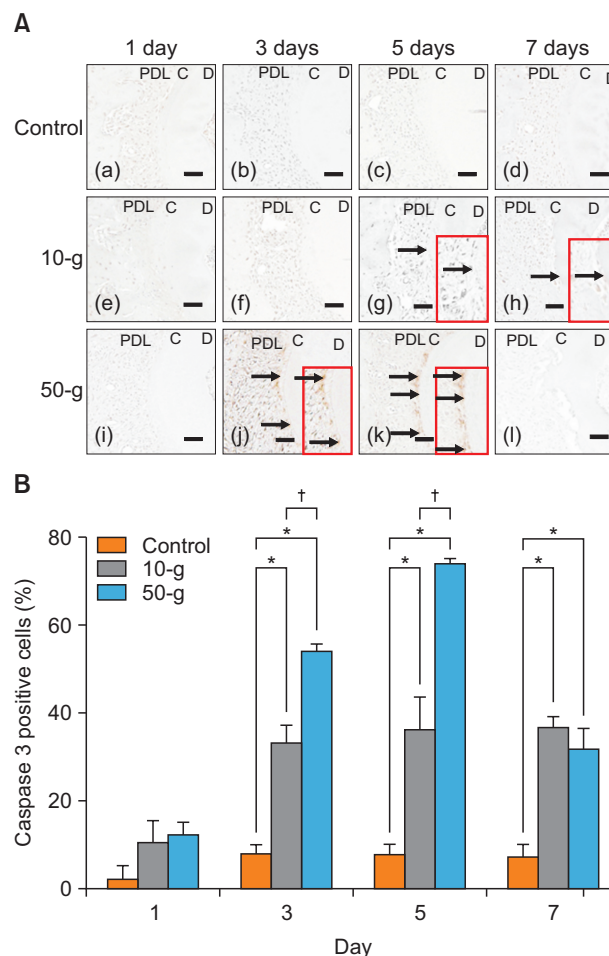 A
1 day 3 days 5 days 7 days
Control
PDL C D
(a)
PDL C D
(b)
PDL C D
(c)
PDL C D
(d)
10-g
PDL C D
(e)
PDL C D
(f)
PDL C D
(g)
PDL C D
(h)
50-g
PDL C D
(i)
PDL C D
(j)
PDL C D
(k)
PDL C D
(l)
B
† †
* * *
* * *
Control
10-g
50-g
Caspase 3 positive cells (%)
80
60
40
20
0
1 3 5 7
Day